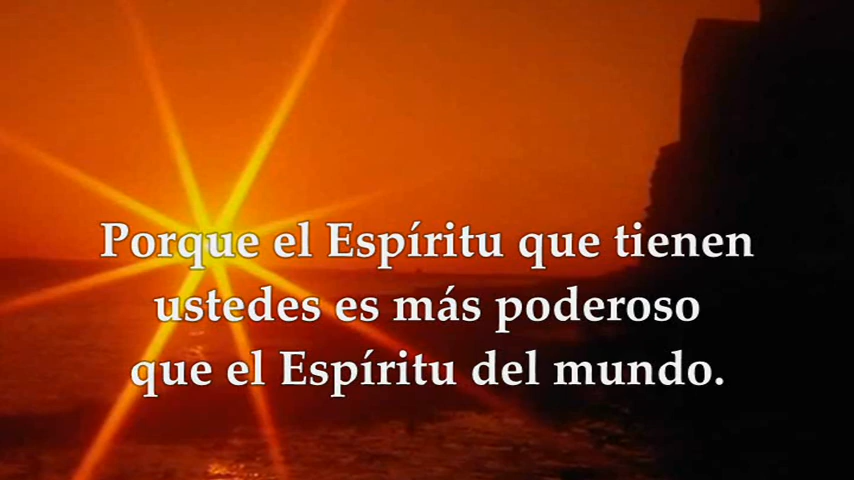 Porque el Espíritu que tienen
ustedes es más poderoso
que el Espíritu del mundo.